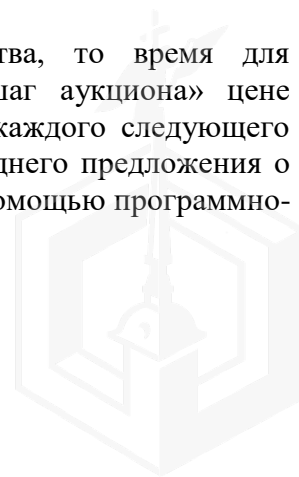 тва, то время для
шаг аукциона» цене
каждого следующего
днего предложения о
омощью программно-